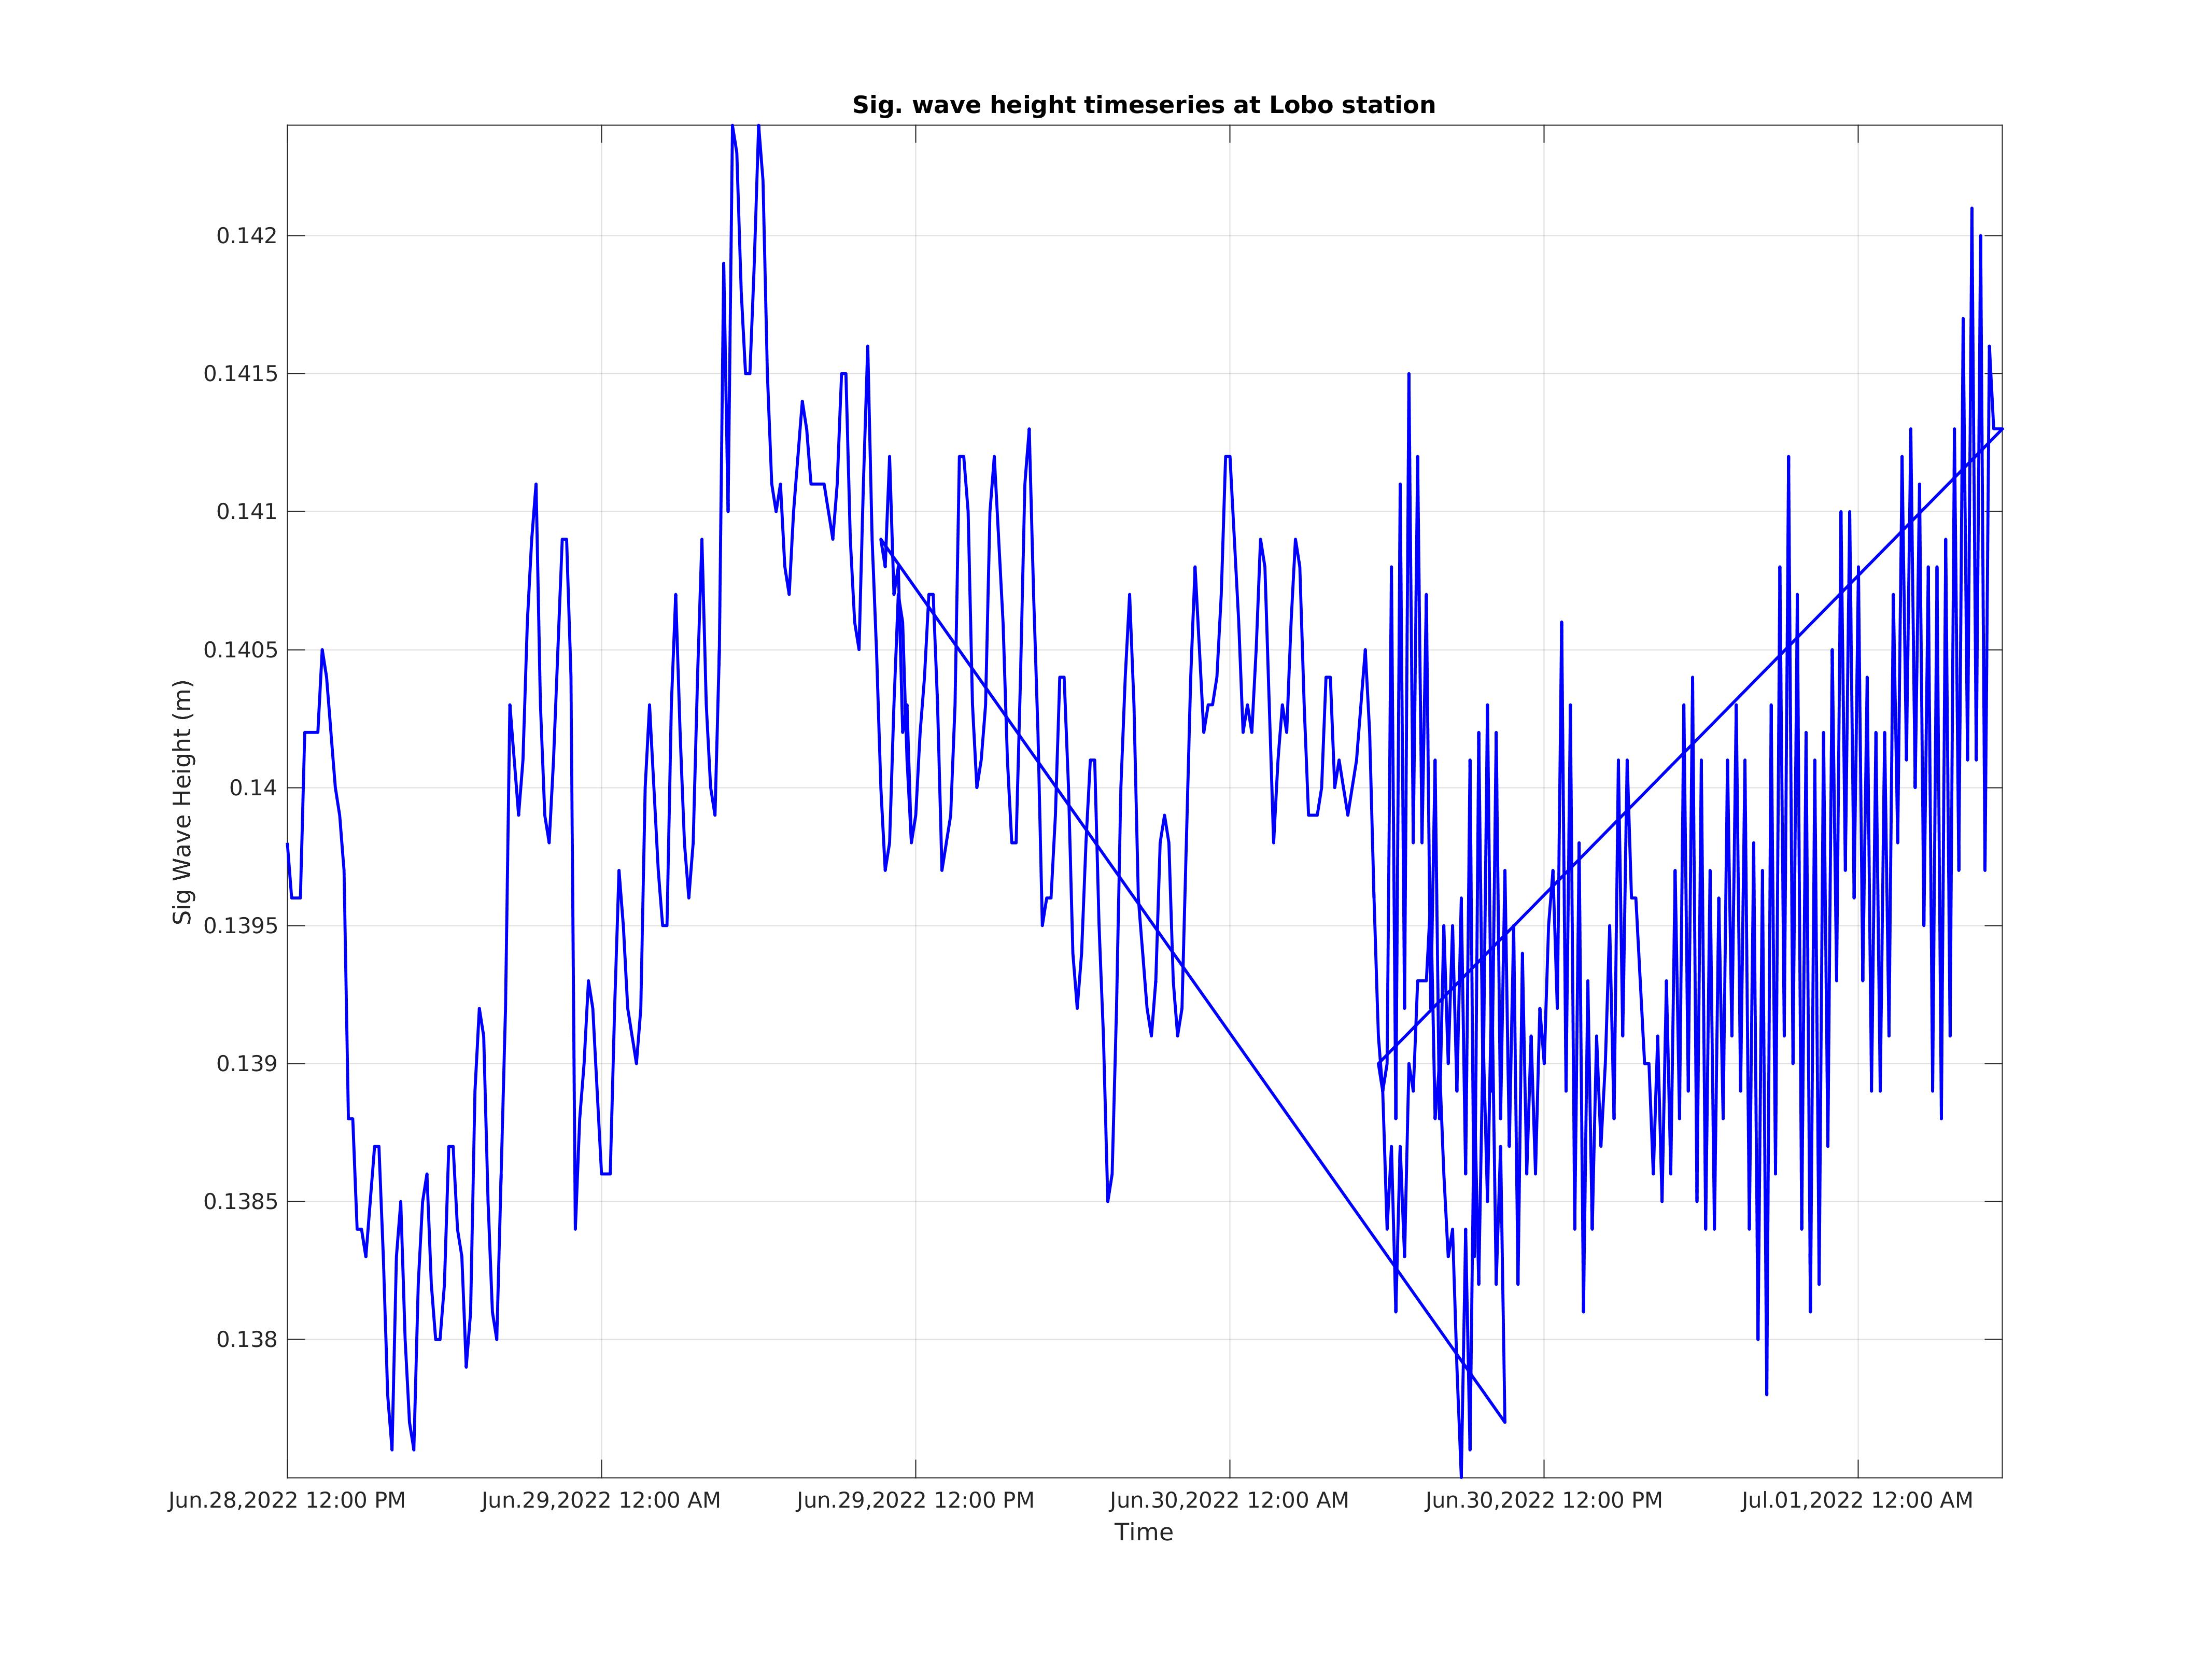 Sig. wave height timeseries at Lobo station
0.142
0.1415
0.141
0.1405
0.14
0.1395
0.139
0.1385
0.138
Sig Wave Height (m)
Jun.28,2022 12:00 PM Jun.29,2022 12:00 AM Jun.29,2022 12:00 PM Jun.30,2022 12:00 AM Jun.30,2022 12:00 PM Jul.01,2022 12:00 AM
Time